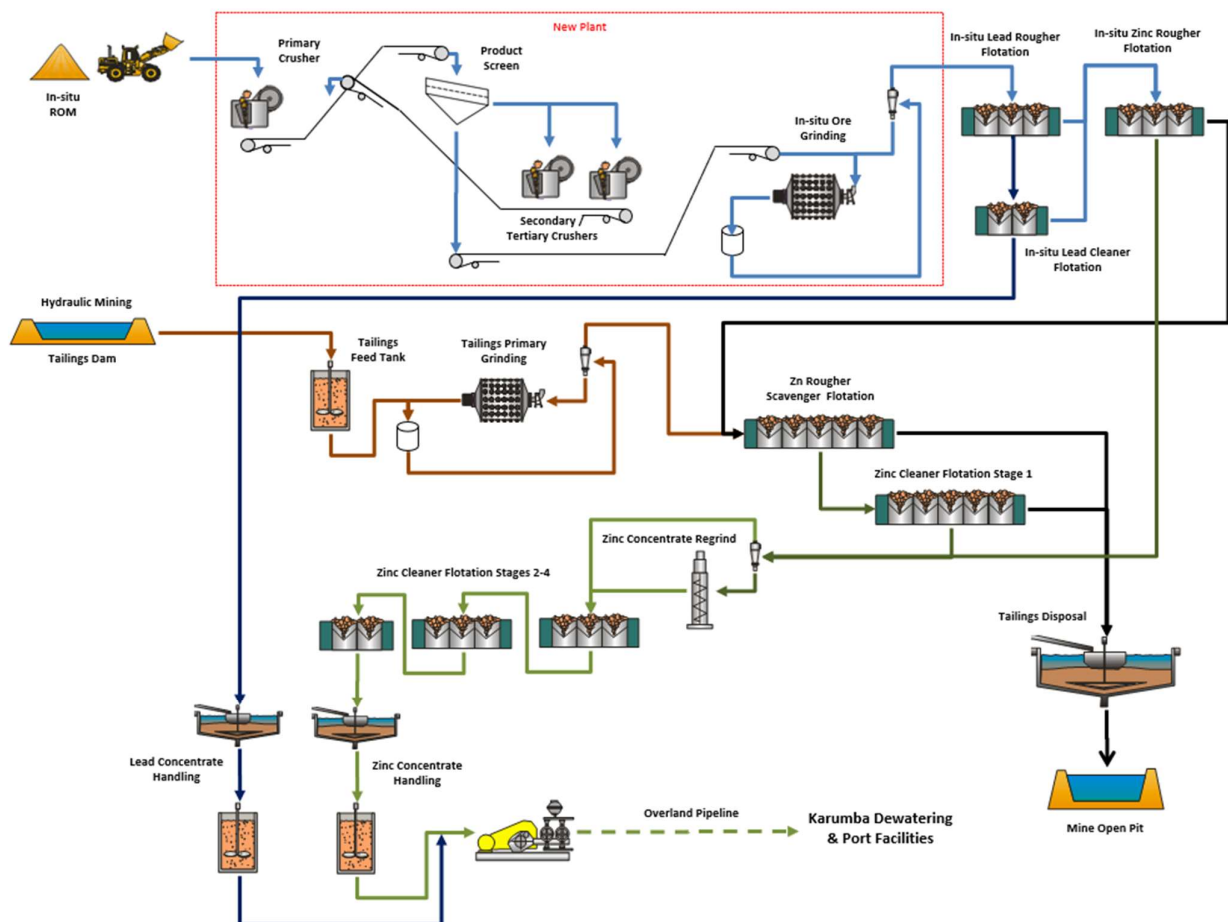 New Plant
Primary
Crusher
Product
Screen
In-situ Lead Rougher
Flotation
In-situ Zinc Rougher
Flotation
In-situ
ROM
In-situ Ore
Grinding
Secondary
Tertiary Crushers
In-situ Lead Cleaner
Flotation
Hydraulic Mining
Tailings Dam
Tailings
Feed Tank
Tailings Primary
Grinding
Zn Rougher
Scavenger Flotation
Zinc Cleaner Flotation Stage 1
Zinc Concentrate Regrind
Zinc Cleaner Flotation Stages 2-4
Tailings Disposal
Lead Concentrate
Handling
Zinc Concentrate
Handling
Overland Pipeline
Karumba Dewatering
& Port Facilities
Mine Open Pit